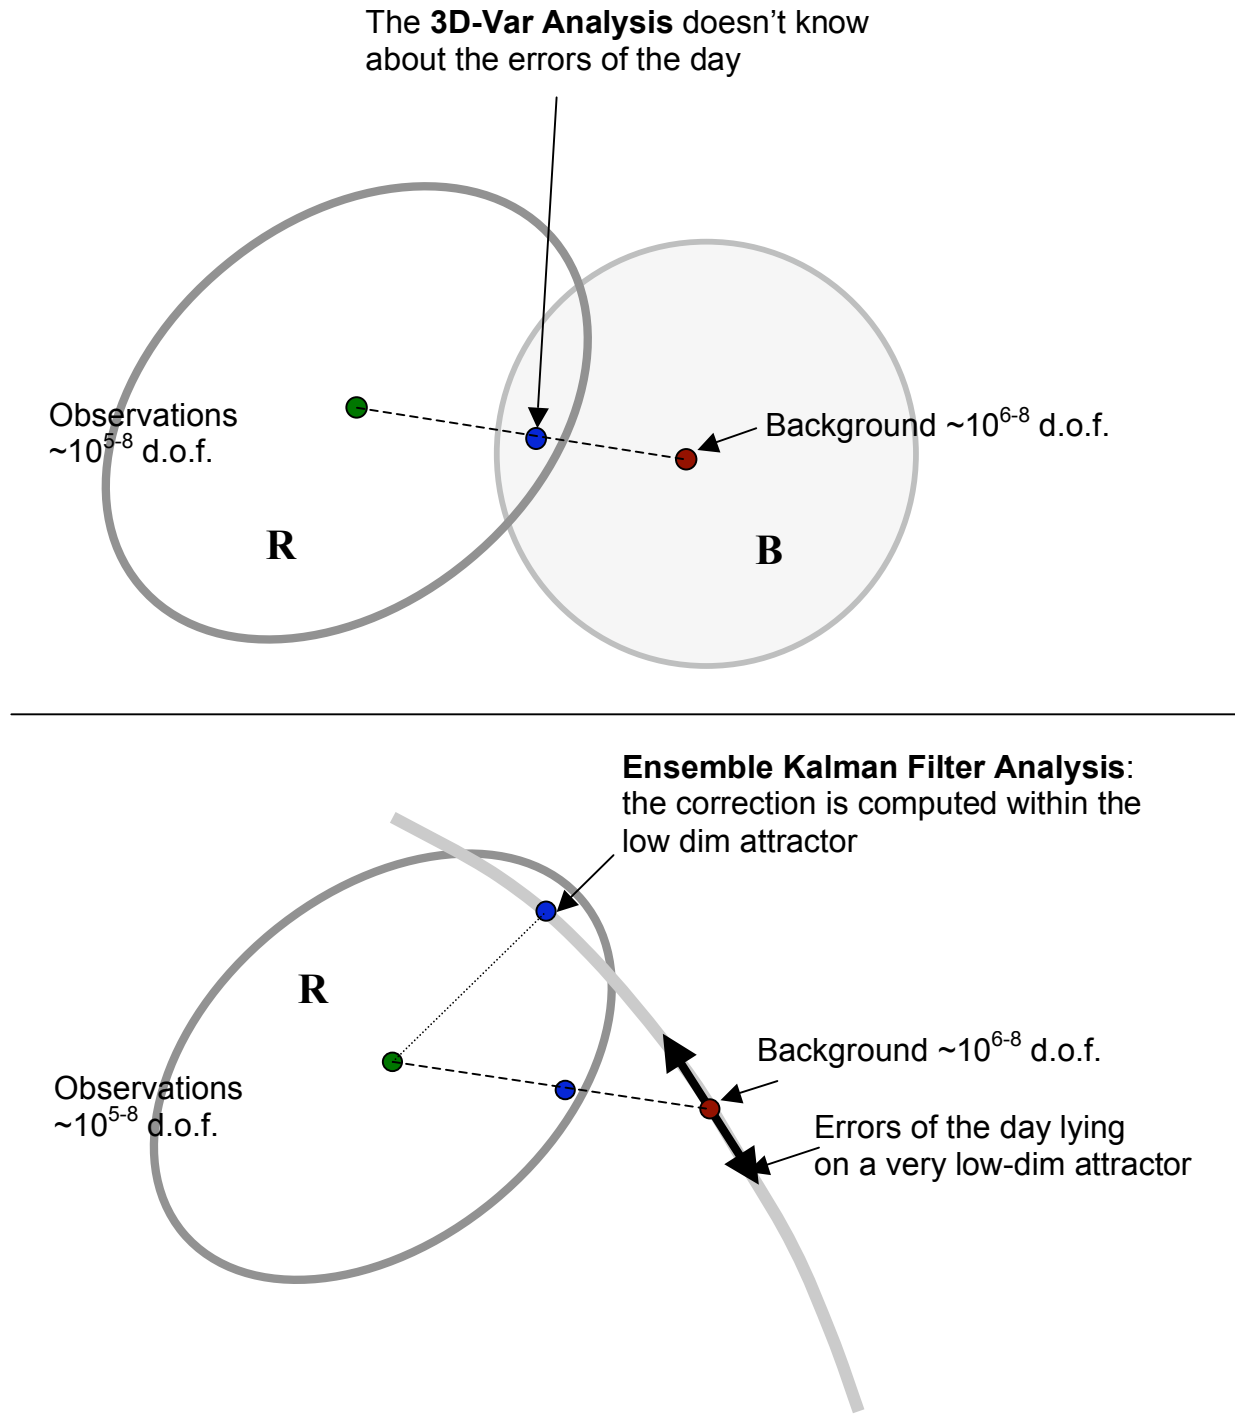 The 3D-Var Analysis doesn't know
about the errors of the day
Observations
~10^5-8 d.o.f.
Background ~10^6-8 d.o.f.
R
B
Ensemble Kalman Filter Analysis:
the correction is computed within the
low dim attractor
R
Background ~10^6-8 d.o.f.
Observations
~10^5-8 d.o.f.
Errors of the day lying
on a very low-dim attractor